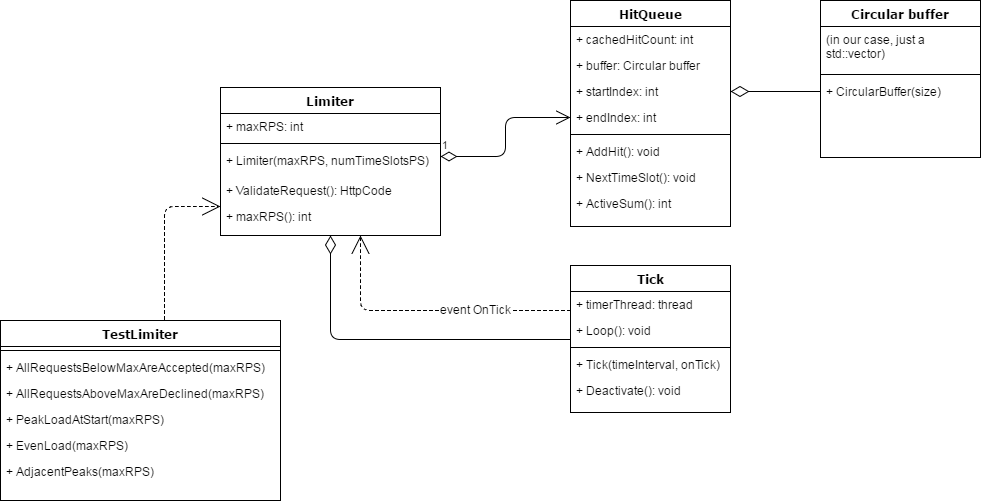 HitQueue
+ cachedHitCount: int
+ buffer: Circular buffer
+ startIndex: int
+ endIndex: int
+ AddHit(): void
+ NextTimeSlot(): void
+ ActiveSum(): int
Circular buffer
(in our case, just a
std::vector)
+ CircularBuffer(size)
Limiter
+ maxRPS: int
+ Limiter(maxRPS, numTimeSlotsPS)
+ ValidateRequest(): HttpCode
+ maxRPS(): int
1
Tick
+ timerThread: thread
+ Loop(): void
+ Tick(timeInterval, onTick)
+ Deactivate(): void
event OnTick
TestLimiter
+ AllRequestsBelowMaxAreAccepted(maxRPS)
+ AllRequestsAboveMaxAreDeclined(maxRPS)
+ PeakLoadAtStart(maxRPS)
+ EvenLoad(maxRPS)
+ AdjacentPeaks(maxRPS)